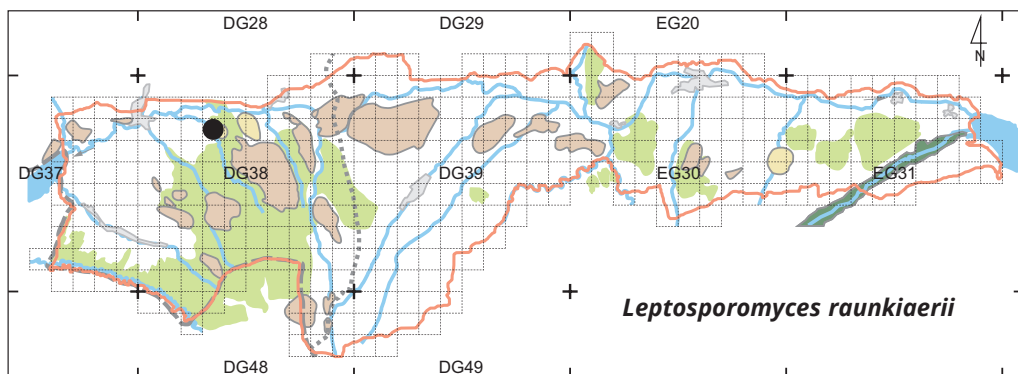 DG28 DG29 EG20
N
DG37 DG38 DG39 EG30 EG31
Leptosporomyces raunkiaerii
DG48 DG49